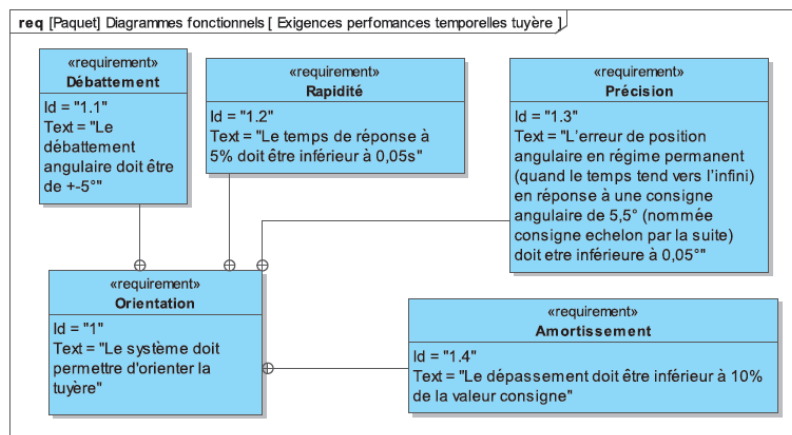 req [Paquet] Diagrammes fonctionnels [ Exigences perfomances temporelles tuyère ]
«requirement»
Débattement
Id = "1.1"
Text = "Le
débattement
angulaire doit être
de +-5°"
«requirement»
Rapidité
Id = "1.2"
Text = "Le temps de réponse à
5% doit être inférieur à 0,05s"
«requirement»
Précision
Id = "1.3"
Text = "L'erreur de position
angulaire en régime permanent
(quand le temps tend vers l'infini)
en réponse à une consigne
angulaire de 5,5° (nommée
consigne echelon par la suite)
doit etre inférieure à 0,05°"
«requirement»
Orientation
Id = "1"
Text = "Le système doit
permettre d'orienter la
tuyère"
«requirement»
Amortissement
Id = "1.4"
Text = "Le dépassement doit être inférieur à 10%
de la valeur consigne"